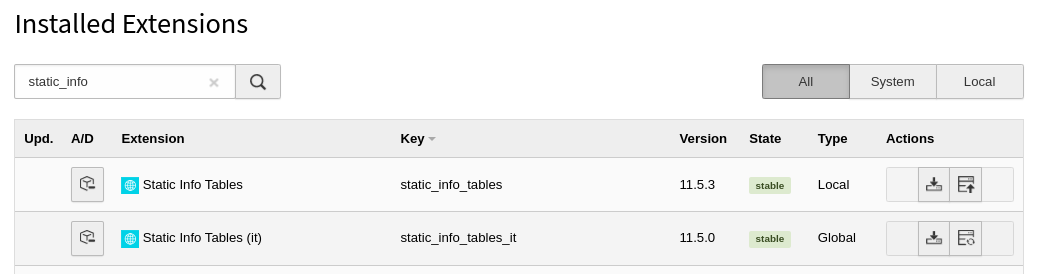 Installed Extensions
static_info
All System Local
Upd. A/D Extension Key Version State Type Actions
Static Info Tables static_info_tables 11.5.3 stable Local
Static Info Tables (it) static_info_tables_it 11.5.0 stable Global